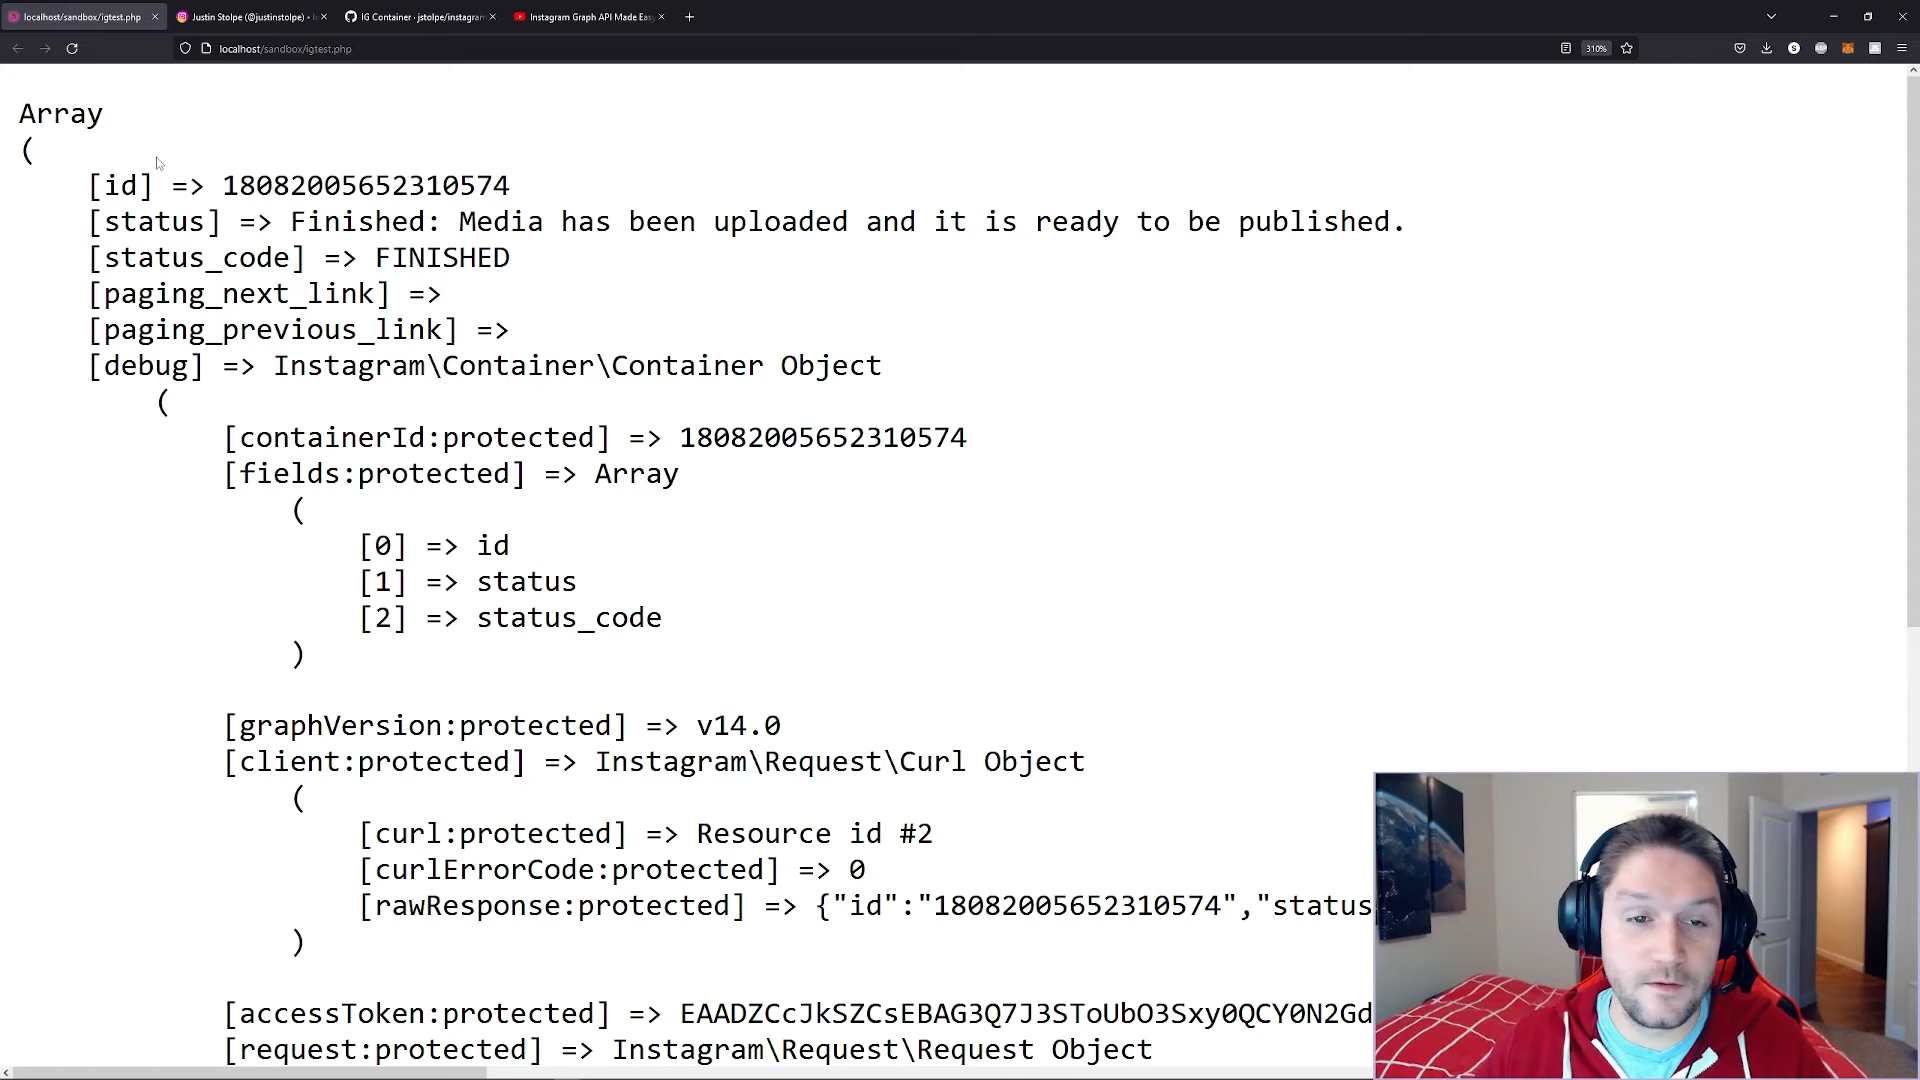 localhost/sandbox/igtest.php
Justin Stolpe (@justinstolpe) •
IG Container · jstolpe/instagram
Instagram Graph API Made Easy
localhost/sandbox/igtest.php
310%
Array
(
[id] => 18082005652310574
[status] => Finished: Media has been uploaded and it is ready to be published.
[status_code] => FINISHED
[paging_next_link] =>
[paging_previous_link] =>
[debug] => Instagram\Container\Container Object
(
[containerId:protected] => 18082005652310574
[fields:protected] => Array
(
[0] => id
[1] => status
[2] => status_code
)
[graphVersion:protected] => v14.0
[client:protected] => Instagram\Request\Curl Object
(
[curl:protected] => Resource id #2
[curlErrorCode:protected] => 0
[rawResponse:protected] => {"id":"18082005652310574","status
)
[accessToken:protected] => EAADZCcJkSZCsEBAG3Q7J3SToUbO3Sxy0QCY0N2Gd
[request:protected] => Instagram\Request\Request Object